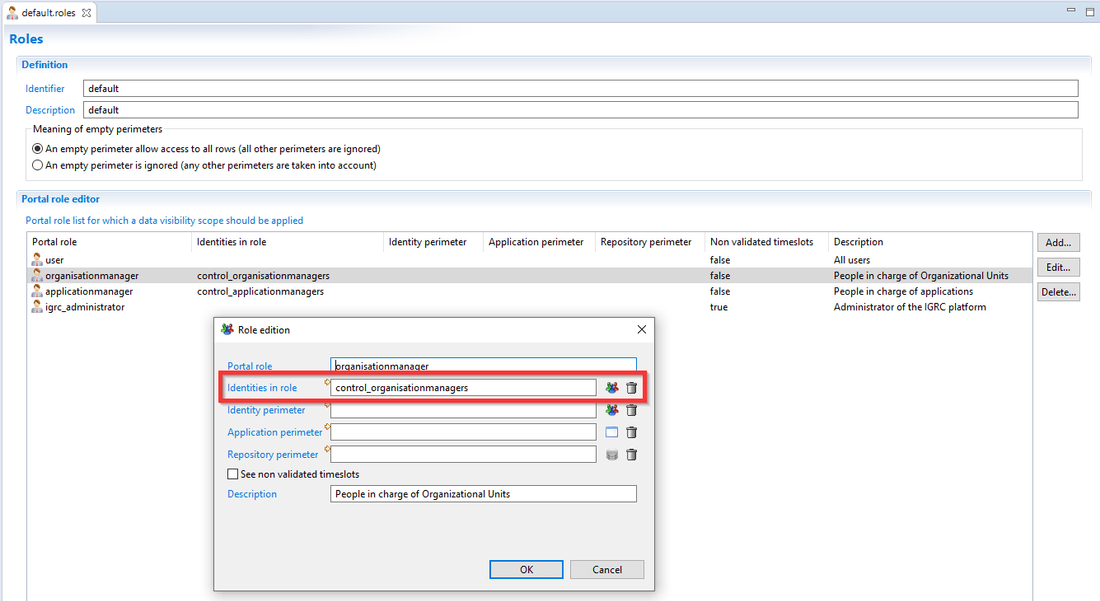 default.roles
Roles
Definition
Identifier default
Description default
Meaning of empty perimeters
An empty perimeter allow access to all rows (all other perimeters are ignored)
An empty perimeter is ignored (any other perimeters are taken into account)
Portal role editor
Portal role list for which a data visibility scope should be applied
Portal role Identities in role Identity perimeter Application perimeter Repository perimeter Non validated timeslots Description
user false All users
organisationmanager control_organisationmanagers false People in charge of Organizational Units
applicationmanager control_applicationmanagers false People in charge of applications
igrc_administrator true Administrator of the IGRC platform
Add...
Edit...
Delete...
Role edition
Portal role organisationmanager
Identities in role control_organisationmanagers
Identity perimeter
Application perimeter
Repository perimeter
See non validated timeslots
Description People in charge of Organizational Units
OK Cancel